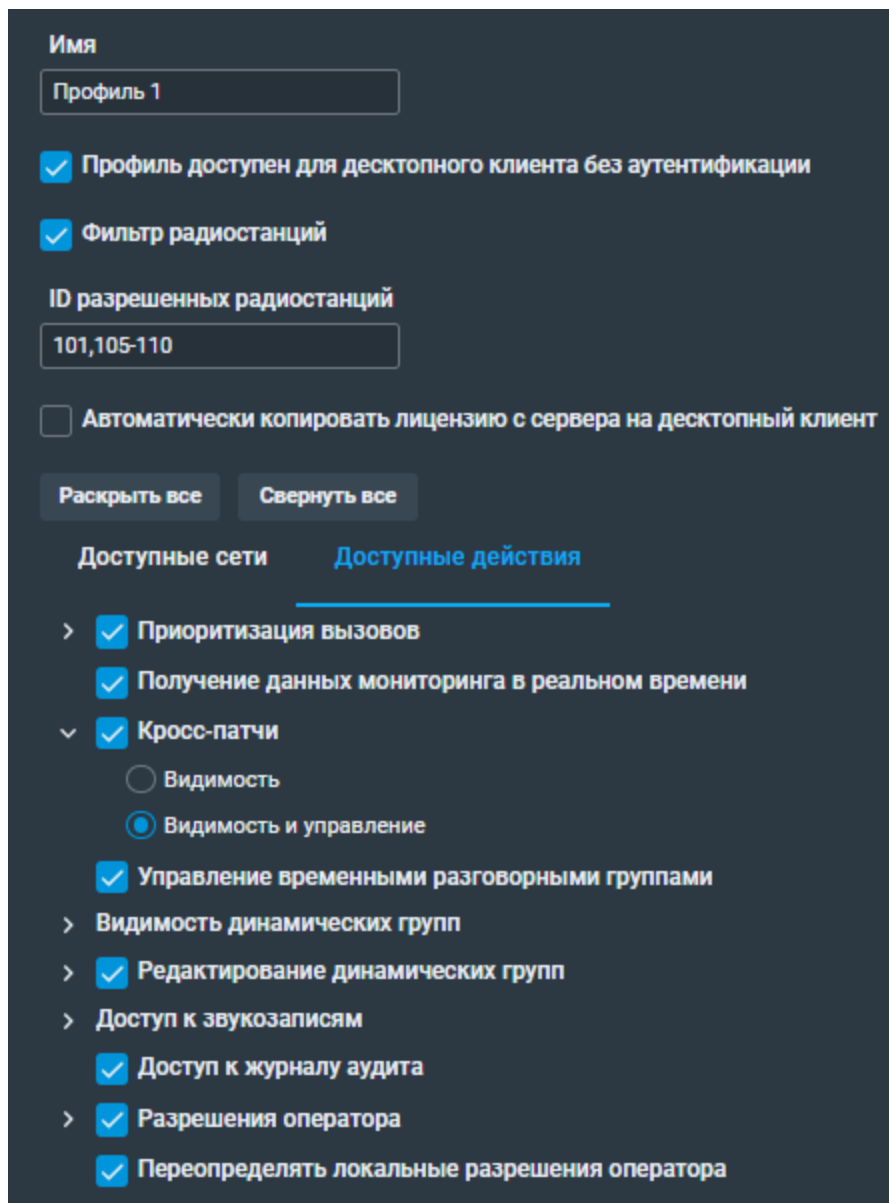 Имя
Профиль 1
Профиль доступен для десктопного клиента без аутентификации
Фильтр радиостанций
ID разрешенных радиостанций
101,105-110
Автоматически копировать лицензию с сервера на десктопный клиент
Раскрыть все Свернуть все
Доступные сети Доступные действия
Приоритизация вызовов
Получение данных мониторинга в реальном времени
Кросс-патчи
Видимость
Видимость и управление
Управление временными разговорными группами
Видимость динамических групп
Редактирование динамических групп
Доступ к звукозаписям
Доступ к журналу аудита
Разрешения оператора
Переопределять локальные разрешения оператора